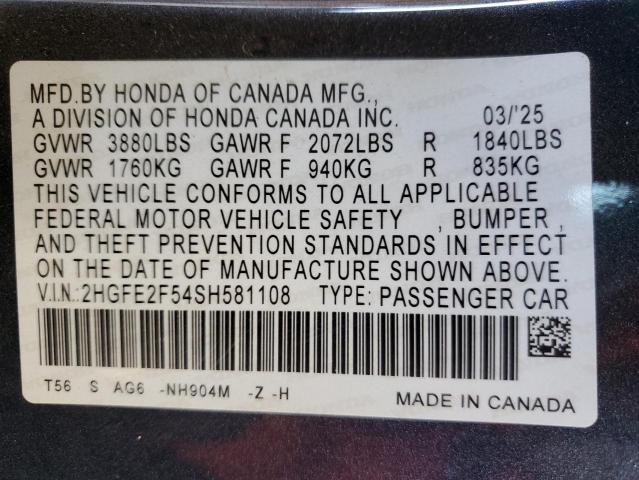 MFD.BY HONDA OF CANADA MFG.,
A DIVISION OF HONDA CANADA INC. 03/'25
GVWR 3880LBS GAWR F 2072LBS R 1840LBS
GVWR 1760KG GAWR F 940KG R 835KG
THIS VEHICLE CONFORMS TO ALL APPLICABLE
FEDERAL MOTOR VEHICLE SAFETY , BUMPER ,
AND THEFT PREVENTION STANDARDS IN EFFECT
ON THE DATE OF MANUFACTURE SHOWN ABOVE.
V.I.N.:2HGFE2F54SH581108 TYPE: PASSENGER CAR
T56 S AG6 -NH904M -Z -H
MADE IN CANADA